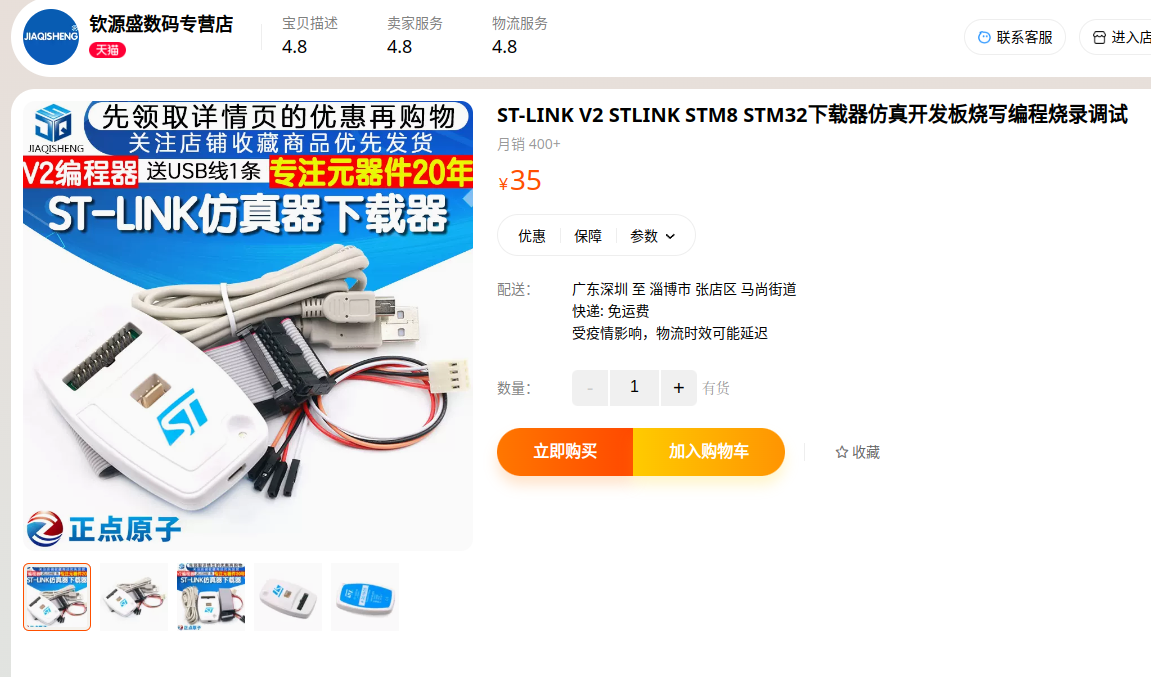 JIAQISHENG
钦源盛数码专营店
天猫
宝贝描述 卖家服务 物流服务
4.8 4.8 4.8
联系客服
进入店
JIAQISHENG
先领取详情页的优惠再购物
关注店铺收藏商品优先发货
V2编程器 送USB线1条 专注元器件20年
ST-LINK仿真器下载器
ST
正点原子
ST-LINK V2 STLINK STM8 STM32下载器仿真开发板烧写编程烧录调试
月销 400+
¥35
优惠 保障 参数
配送: 广东深圳 至 淄博市 张店区 马尚街道
快递: 免运费
受疫情影响，物流时效可能延迟
数量: - 1 + 有货
立即购买 加入购物车 收藏